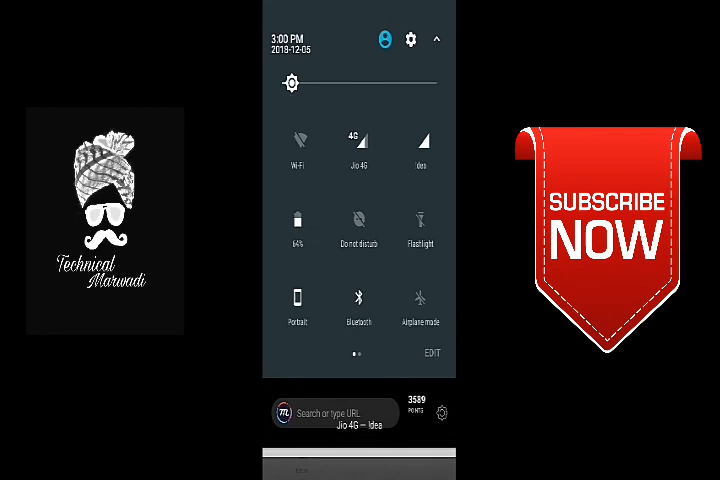 3:00 PM
2018-12-05
4G
Wi-Fi
Jio 4G
Idea
64%
Do not disturb
Flashlight
Portrait
Bluetooth
Airplane mode
EDIT
m
Search or type URL
3589
POINTS
Jio 4G — Idea
Technical
Marwadi
SUBSCRIBE
NOW